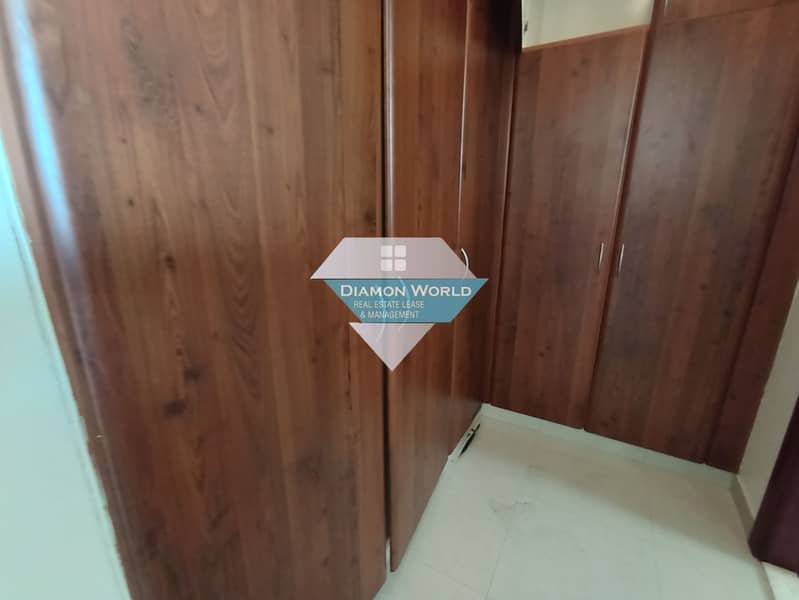 DIAMON WORLD
REAL ESTATE LEASE
& MANAGEMENT